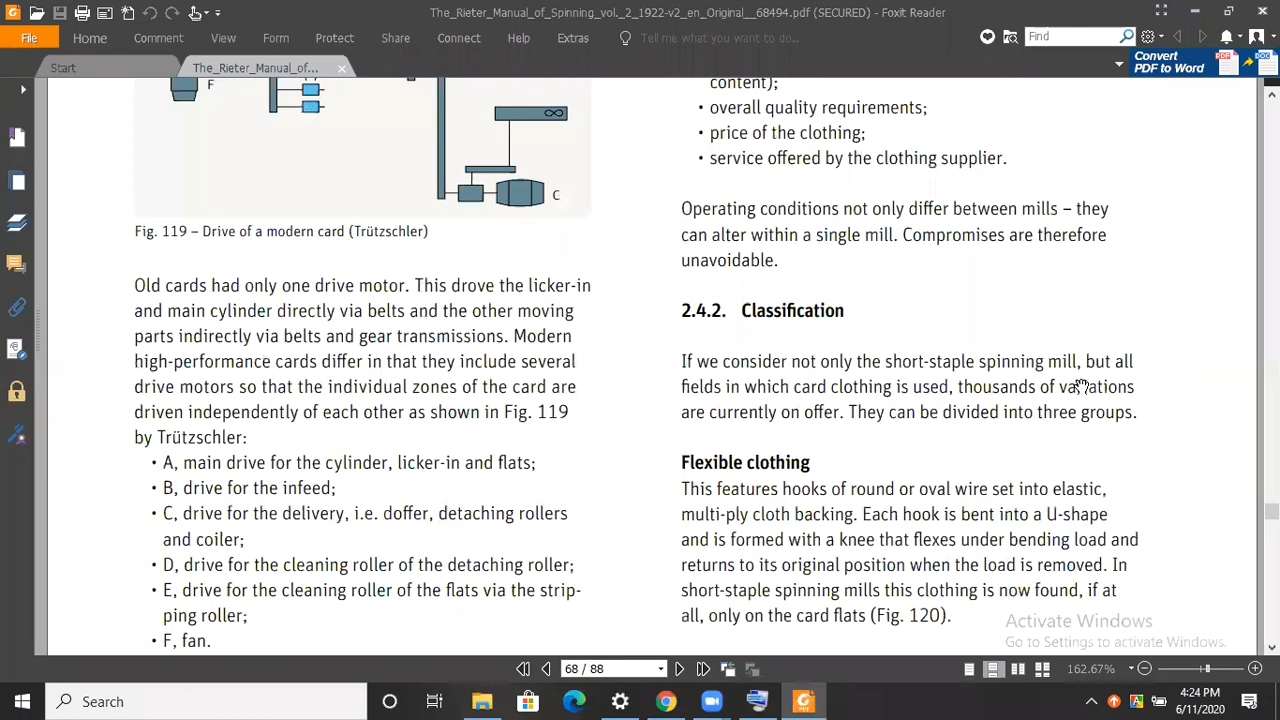 The_Rieter_Manual_of_Spinning_vol._2_1922-v2_en_Original__68494.pdf (SECURED) - Foxit Reader
File Home Comment View Form Protect Share Connect Help Extras Tell me what you want to do... Find
Start The_Rieter_Manual_of...
Convert
PDF to Word
F
C
Fig. 119 – Drive of a modern card (Trützschler)
Old cards had only one drive motor. This drove the licker-in
and main cylinder directly via belts and the other moving
parts indirectly via belts and gear transmissions. Modern
high-performance cards differ in that they include several
drive motors so that the individual zones of the card are
driven independently of each other as shown in Fig. 119
by Trützschler:
• A, main drive for the cylinder, licker-in and flats;
• B, drive for the infeed;
• C, drive for the delivery, i.e. doffer, detaching rollers
and coiler;
• D, drive for the cleaning roller of the detaching roller;
• E, drive for the cleaning roller of the flats via the strip-
ping roller;
• F, fan.
content);
• overall quality requirements;
• price of the clothing;
• service offered by the clothing supplier.
Operating conditions not only differ between mills – they
can alter within a single mill. Compromises are therefore
unavoidable.
2.4.2. Classification
If we consider not only the short-staple spinning mill, but all
fields in which card clothing is used, thousands of variations
are currently on offer. They can be divided into three groups.
Flexible clothing
This features hooks of round or oval wire set into elastic,
multi-ply cloth backing. Each hook is bent into a U-shape
and is formed with a knee that flexes under bending load and
returns to its original position when the load is removed. In
short-staple spinning mills this clothing is now found, if at
all, only on the card flats (Fig. 120).
Activate Windows
Go to Settings to activate Windows.
68 / 88
162.67%
Search
4:24 PM
6/11/2020